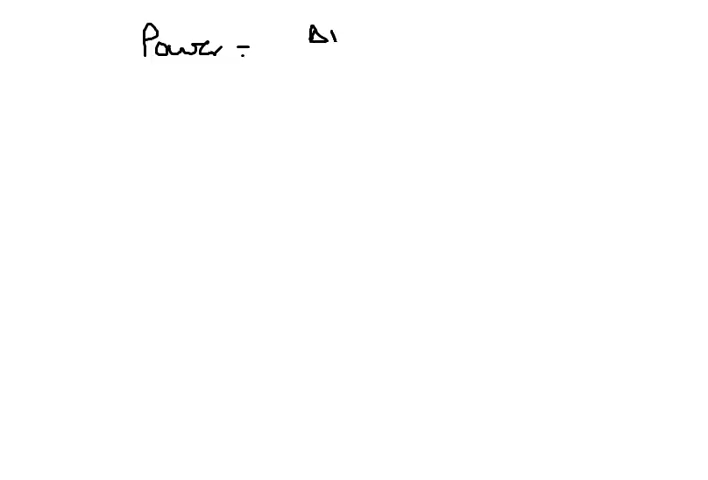 Power = Δ